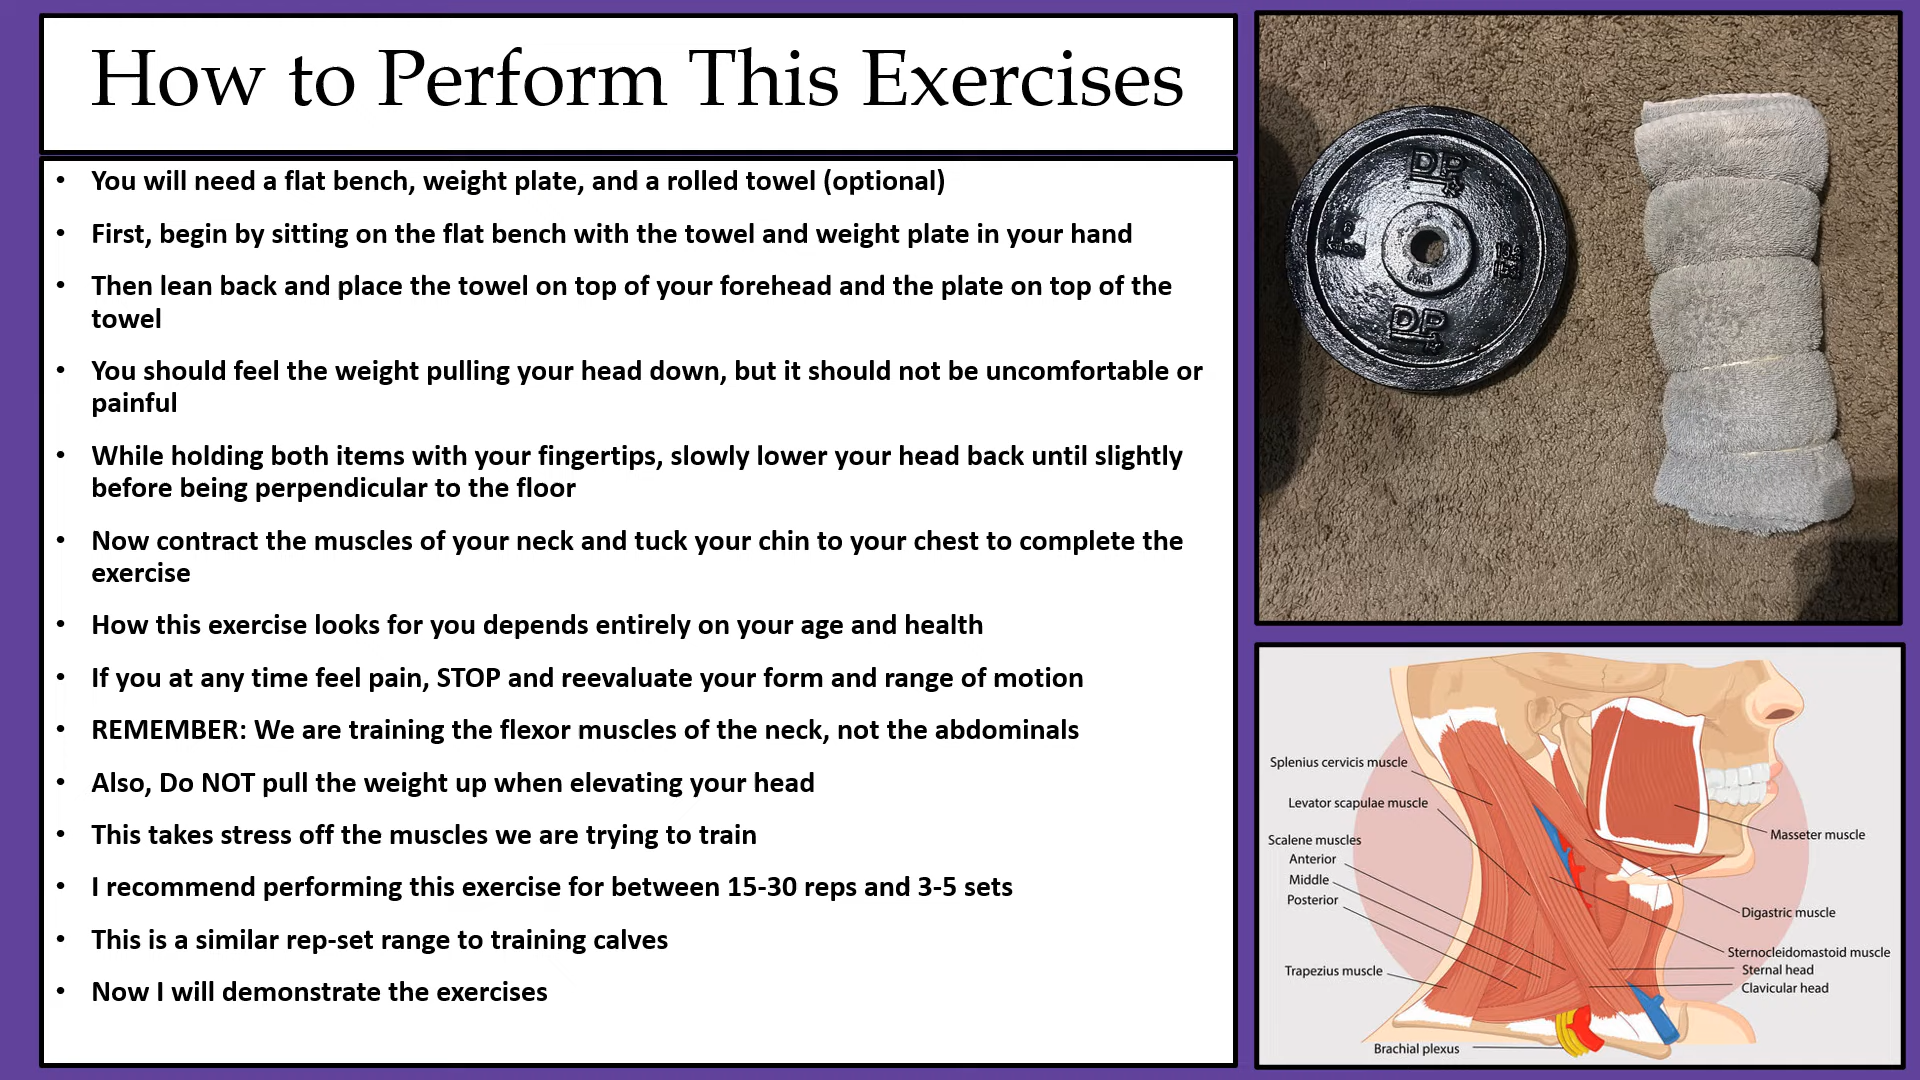 How to Perform This Exercises
• You will need a flat bench, weight plate, and a rolled towel (optional)
• First, begin by sitting on the flat bench with the towel and weight plate in your hand
• Then lean back and place the towel on top of your forehead and the plate on top of the
towel
• You should feel the weight pulling your head down, but it should not be uncomfortable or
painful
• While holding both items with your fingertips, slowly lower your head back until slightly
before being perpendicular to the floor
• Now contract the muscles of your neck and tuck your chin to your chest to complete the
exercise
• How this exercise looks for you depends entirely on your age and health
• If you at any time feel pain, STOP and reevaluate your form and range of motion
• REMEMBER: We are training the flexor muscles of the neck, not the abdominals
• Also, Do NOT pull the weight up when elevating your head
• This takes stress off the muscles we are trying to train
• I recommend performing this exercise for between 15-30 reps and 3-5 sets
• This is a similar rep-set range to training calves
• Now I will demonstrate the exercises
DP
DP
Splenius cervicis muscle
Levator scapulae muscle
Scalene muscles
Anterior
Middle
Posterior
Trapezius muscle
Brachial plexus
Masseter muscle
Digastric muscle
Sternocleidomastoid muscle
Sternal head
Clavicular head